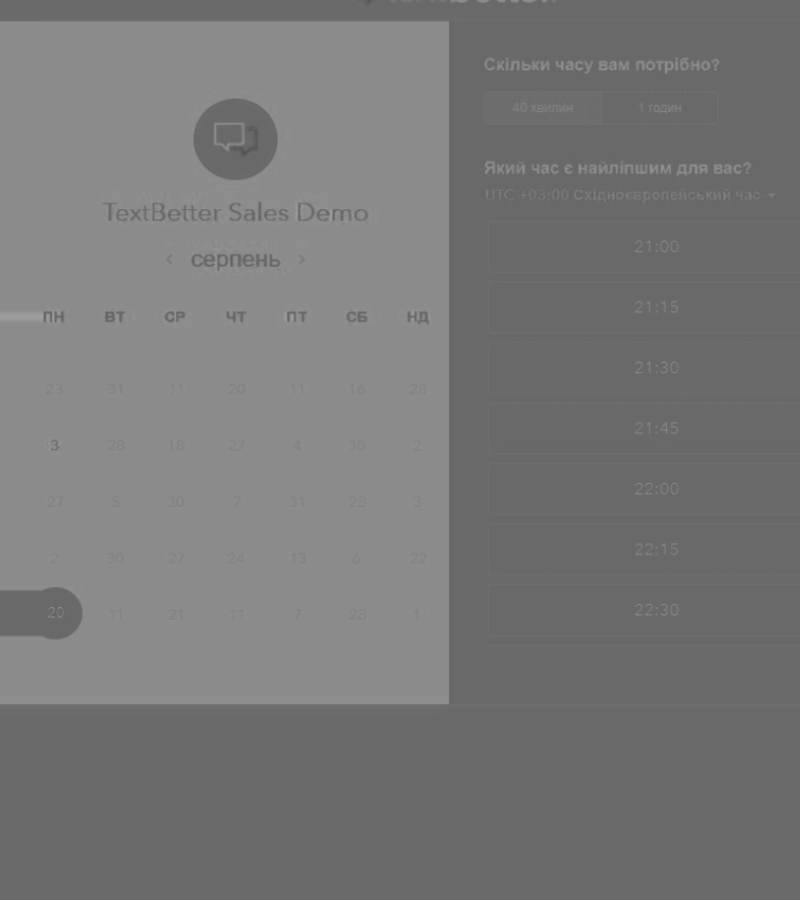 TextBetter Sales Demo
< серпень >
ПН ВТ СР ЧТ ПТ СБ НД
23 31 11 20 11 16 28
3 28 18 27 4 30 2
27 5 30 7 31 28 3
2 30 27 24 13 6 22
20 11 21 11 7 28 1
Скільки часу вам потрібно?
40 хвилин 1 годин
Який час є найліпшим для вас?
UTC +03:00 Східноєвропейський час
21:00
21:15
21:30
21:45
22:00
22:15
22:30